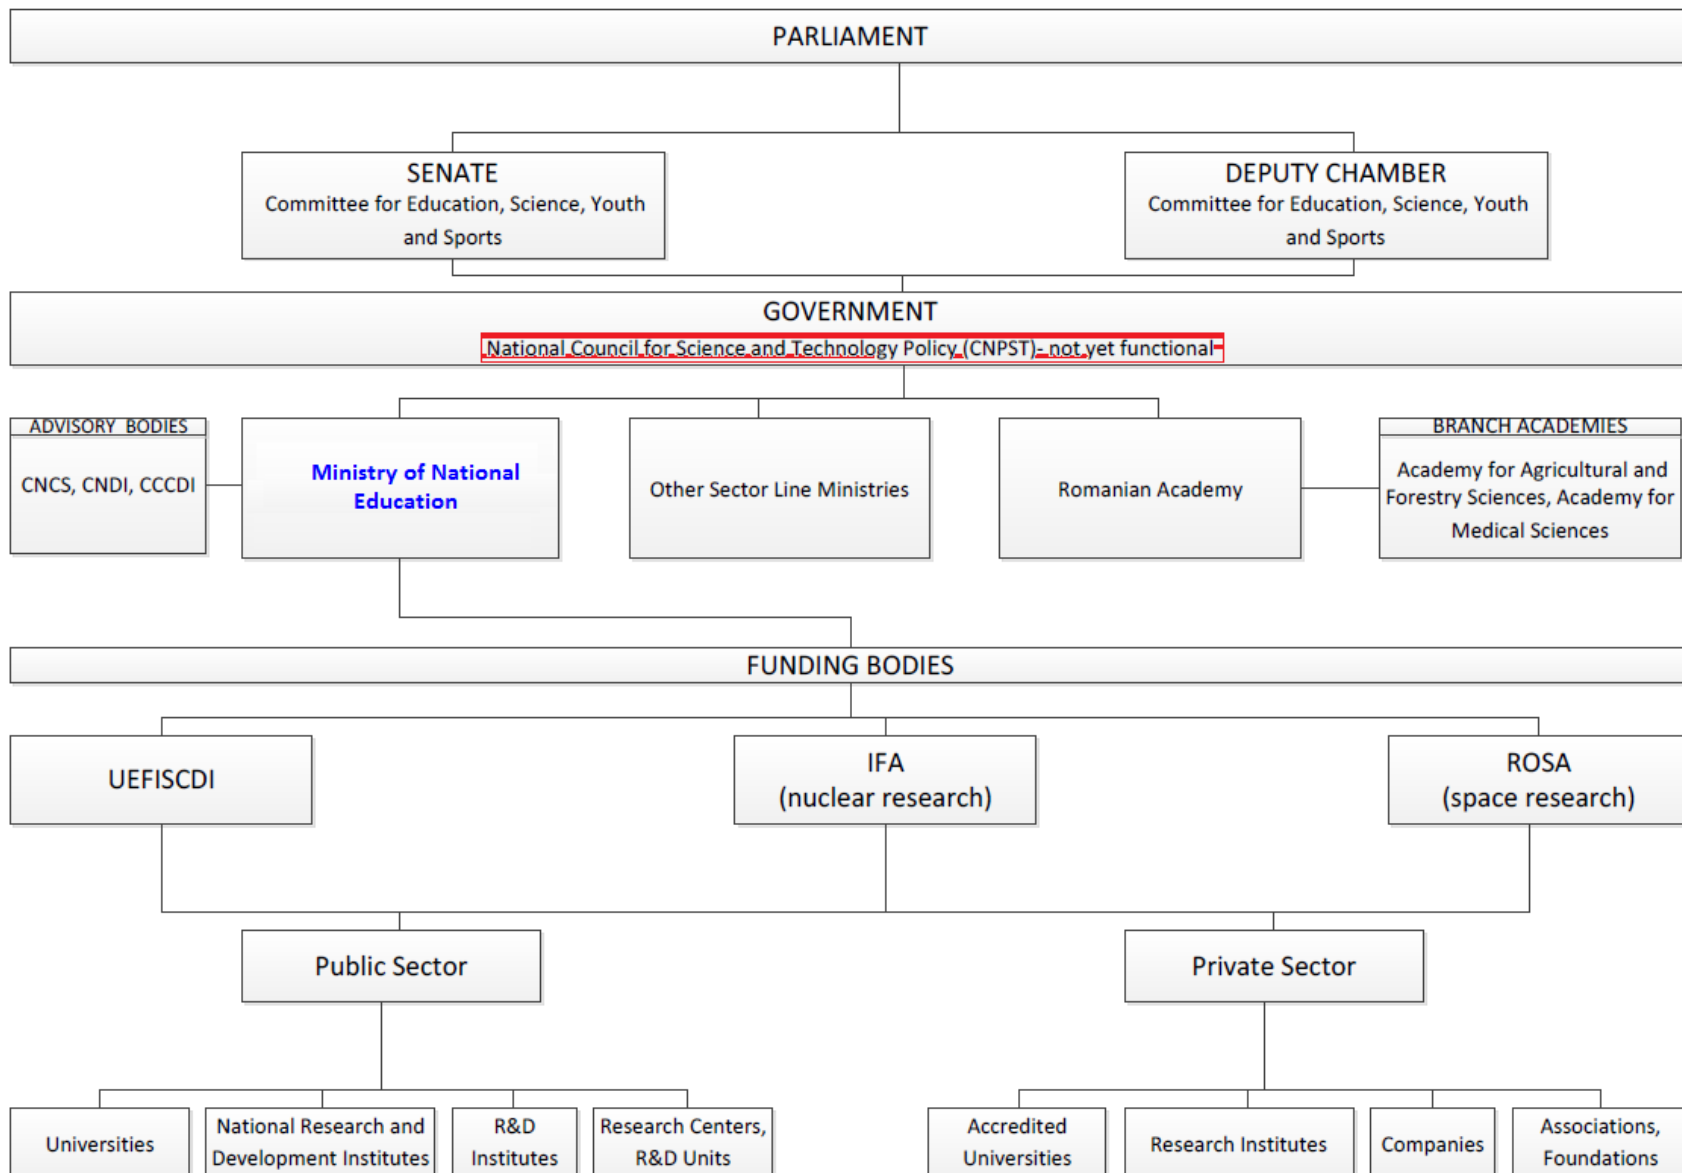 PARLIAMENT
SENATE
Committee for Education, Science, Youth
and Sports
DEPUTY CHAMBER
Committee for Education, Science, Youth
and Sports
GOVERNMENT
National Council for Science and Technology Policy (CNPST)- not yet functional
ADVISORY BODIES
CNCS, CNDI, CCCDI
Ministry of National
Education
Other Sector Line Ministries
Romanian Academy
BRANCH ACADEMIES
Academy for Agricultural and
Forestry Sciences, Academy for
Medical Sciences
FUNDING BODIES
UEFISCDI
IFA
(nuclear research)
ROSA
(space research)
Public Sector
Private Sector
Universities
National Research and
Development Institutes
R&D
Institutes
Research Centers,
R&D Units
Accredited
Universities
Research Institutes
Companies
Associations,
Foundations